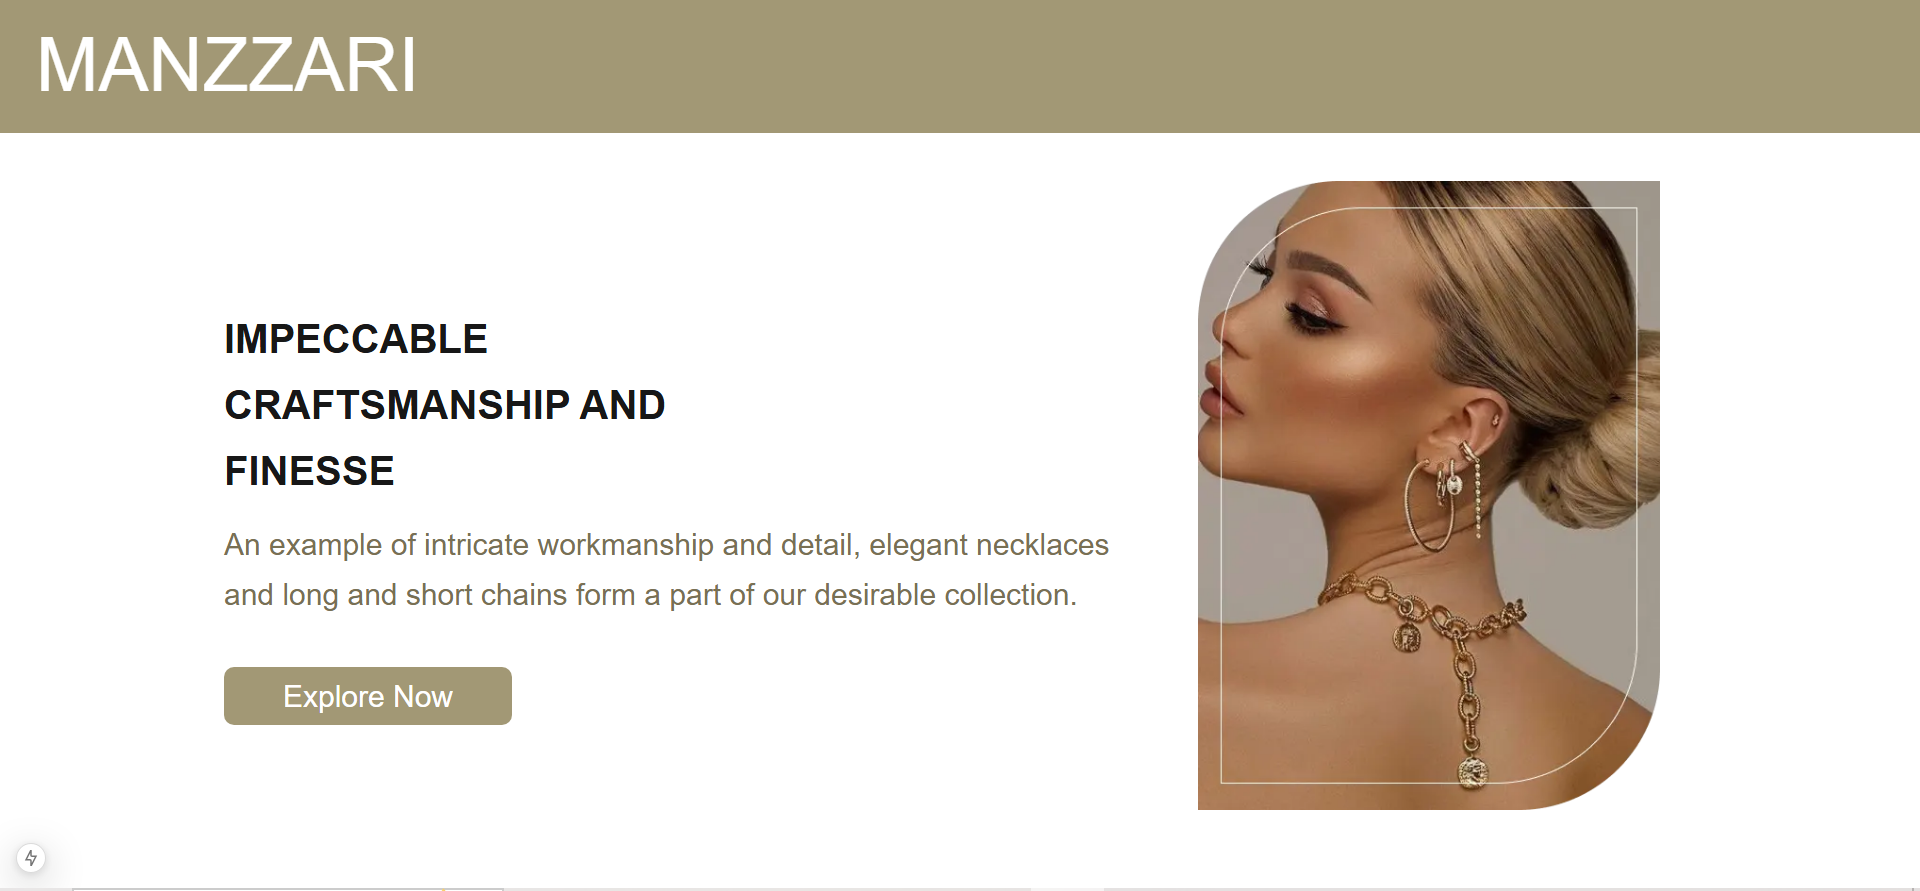 MANZZARI
IMPECCABLE
CRAFTSMANSHIP AND
FINESSE
An example of intricate workmanship and detail, elegant necklaces
and long and short chains form a part of our desirable collection.
Explore Now